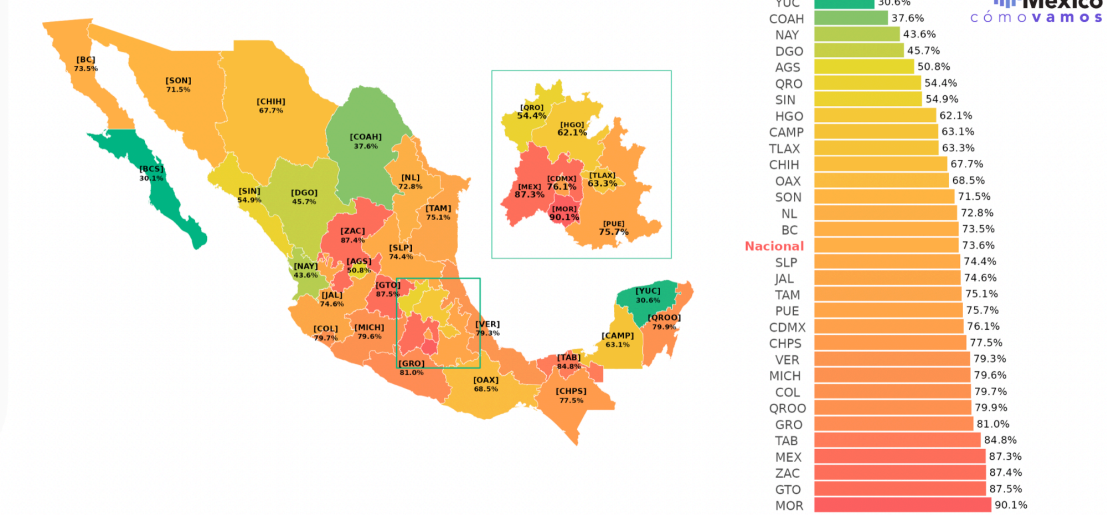 [BC]
73.5%
[SON]
71.5%
[CHIH]
67.7%
[COAH]
37.6%
[BCS]
30.1%
[SIN]
54.9%
[DGO]
45.7%
[NL]
72.8%
[TAM]
75.1%
[ZAC]
87.4%
[SLP]
74.4%
[NAY]
43.6%
[AGS]
50.8%
[JAL]
74.6%
[GTO]
87.5%
[COL]
79.7%
[MICH]
79.6%
[GRO]
81.0%
[VER]
79.3%
[OAX]
68.5%
[TAB]
84.8%
[CHPS]
77.5%
[CAMP]
63.1%
[YUC]
30.6%
[QROO]
79.9%
[QRO]
54.4%
[HGO]
62.1%
[MEX]
87.3%
[CDMX]
76.1%
[TLAX]
63.3%
[MOR]
90.1%
[PUE]
75.7%
México
cómovamos
YUC 30.6%
COAH 37.6%
NAY 43.6%
DGO 45.7%
AGS 50.8%
QRO 54.4%
SIN 54.9%
HGO 62.1%
CAMP 63.1%
TLAX 63.3%
CHIH 67.7%
OAX 68.5%
SON 71.5%
NL 72.8%
BC 73.5%
Nacional 73.6%
SLP 74.4%
JAL 74.6%
TAM 75.1%
PUE 75.7%
CDMX 76.1%
CHPS 77.5%
VER 79.3%
MICH 79.6%
COL 79.7%
QROO 79.9%
GRO 81.0%
TAB 84.8%
MEX 87.3%
ZAC 87.4%
GTO 87.5%
MOR 90.1%